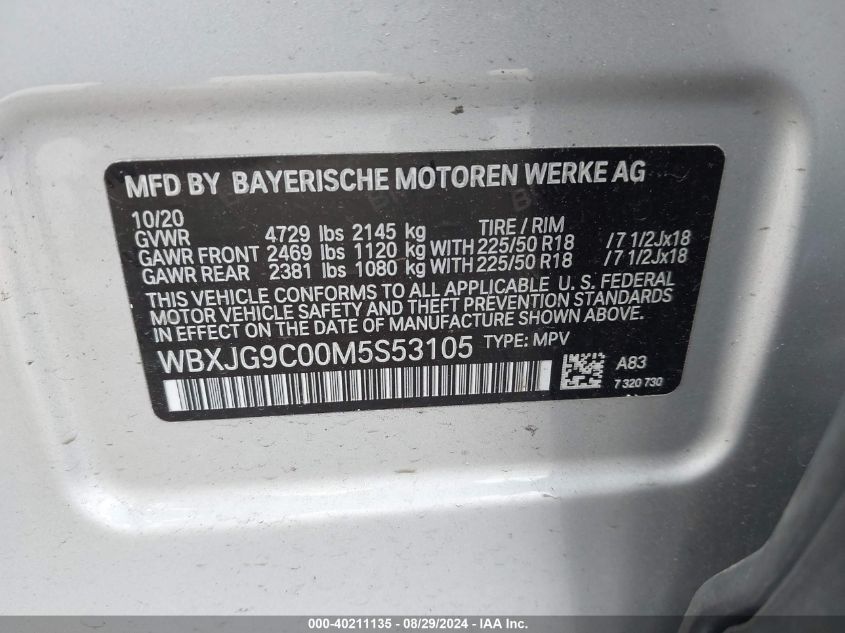 MFD BY BAYERISCHE MOTOREN WERKE AG
10/20
GVWR 4729 lbs 2145 kg TIRE / RIM
GAWR FRONT 2469 lbs 1120 kg WITH 225/50 R18 /7 1/2Jx18
GAWR REAR 2381 lbs 1080 kg WITH 225/50 R18 /7 1/2Jx18
THIS VEHICLE CONFORMS TO ALL APPLICABLE U. S. FEDERAL
MOTOR VEHICLE SAFETY AND THEFT PREVENTION STANDARDS
IN EFFECT ON THE DATE OF MANUFACTURE SHOWN ABOVE.
WBXJG9C00M5S53105 TYPE: MPV
A83
7 320 730
000-40211135 - 08/29/2024 - IAA Inc.